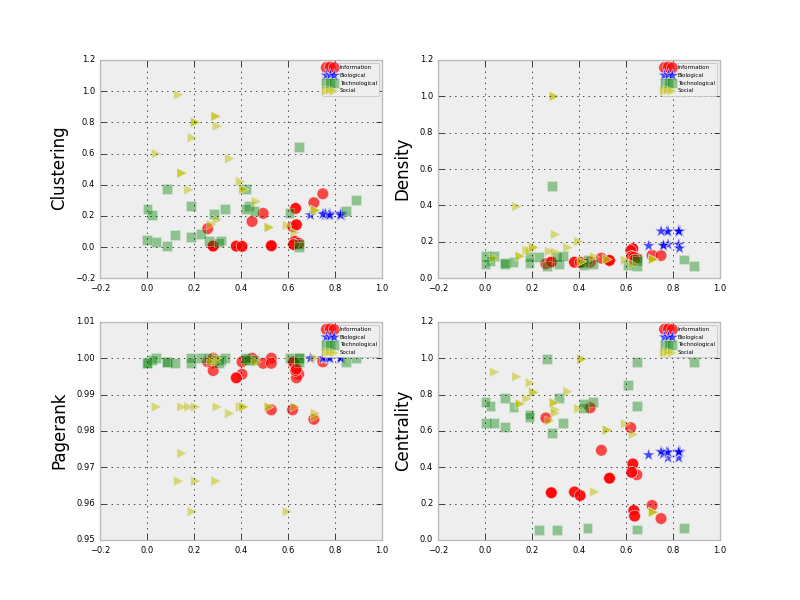 1.2
1.0
0.8
0.6
0.4
0.2
0.0
−0.2
Clustering
−0.2 0.0 0.2 0.4 0.6 0.8 1.0
Information
Biological
Technological
Social
1.2
1.0
0.8
0.6
0.4
0.2
0.0
Density
−0.2 0.0 0.2 0.4 0.6 0.8 1.0
Information
Biological
Technological
Social
1.01
1.00
0.99
0.98
0.97
0.96
0.95
Pagerank
−0.2 0.0 0.2 0.4 0.6 0.8 1.0
Information
Biological
Technological
Social
1.2
1.0
0.8
0.6
0.4
0.2
0.0
Centrality
−0.2 0.0 0.2 0.4 0.6 0.8 1.0
Information
Biological
Technological
Social